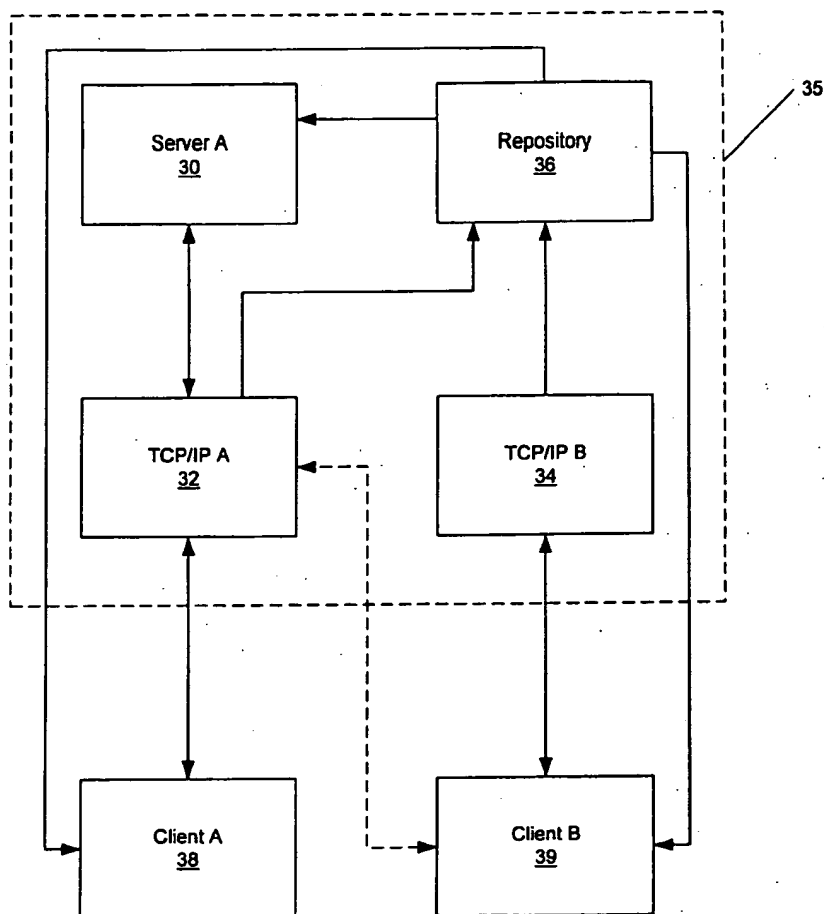 35
Server A
30
Repository
36
TCP/IP A
32
TCP/IP B
34
Client A
38
Client B
39